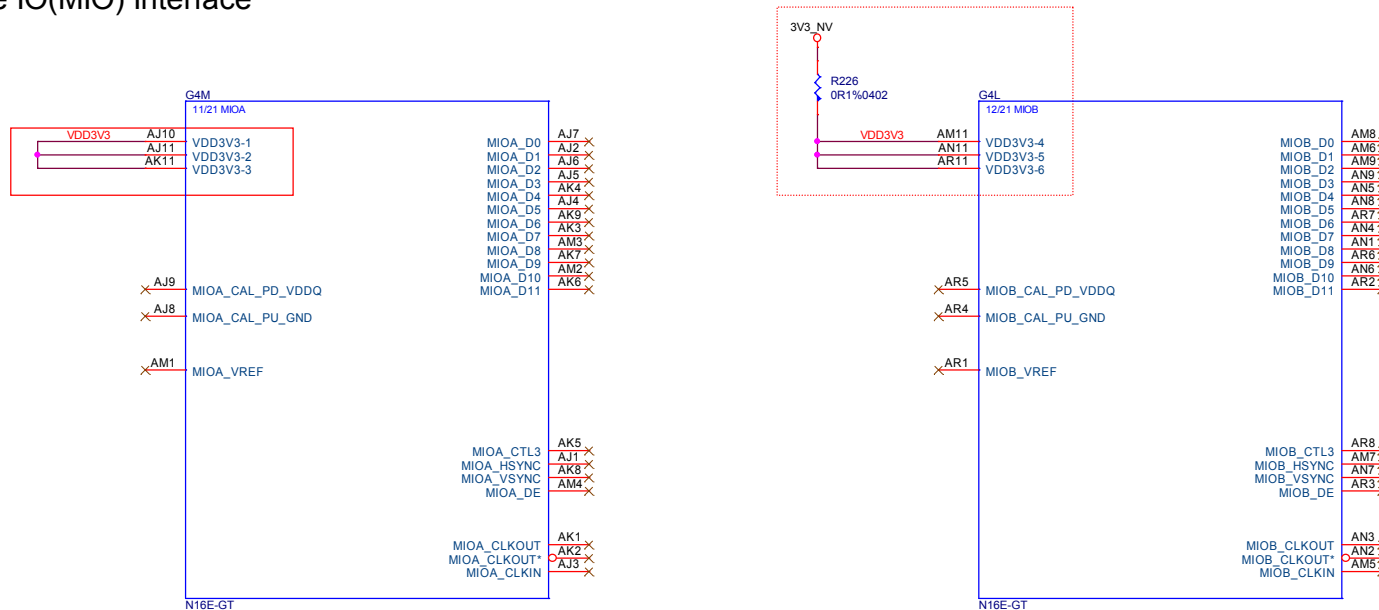 IO(MIO) interface
3V3_NV
R226
0R1%0402
G4M
11/21 MIOA
VDD3V3
AJ10
VDD3V3-1
AJ11
VDD3V3-2
AK11
VDD3V3-3
MIOA_D0
AJ7
MIOA_D1
AJ2
MIOA_D2
AJ6
MIOA_D3
AJ5
MIOA_D4
AK4
MIOA_D5
AJ4
MIOA_D6
AK9
MIOA_D7
AK3
MIOA_D8
AM3
MIOA_D9
AK7
MIOA_D10
AM2
MIOA_D11
AK6
AJ9
MIOA_CAL_PD_VDDQ
AJ8
MIOA_CAL_PU_GND
AM1
MIOA_VREF
MIOA_CTL3
AK5
MIOA_HSYNC
AJ1
MIOA_VSYNC
AK8
MIOA_DE
AM4
MIOA_CLKOUT
AK1
MIOA_CLKOUT*
AK2
MIOA_CLKIN
AJ3
N16E-GT
G4L
12/21 MIOB
VDD3V3
AM11
VDD3V3-4
AN11
VDD3V3-5
AR11
VDD3V3-6
MIOB_D0
AM8
MIOB_D1
AM6
MIOB_D2
AM9
MIOB_D3
AN9
MIOB_D4
AN5
MIOB_D5
AN8
MIOB_D6
AR7
MIOB_D7
AN4
MIOB_D8
AN1
MIOB_D9
AR6
MIOB_D10
AN6
MIOB_D11
AR2
AR5
MIOB_CAL_PD_VDDQ
AR4
MIOB_CAL_PU_GND
AR1
MIOB_VREF
MIOB_CTL3
AR8
MIOB_HSYNC
AM7
MIOB_VSYNC
AN7
MIOB_DE
AR3
MIOB_CLKOUT
AN3
MIOB_CLKOUT*
AN2
MIOB_CLKIN
AM5
N16E-GT